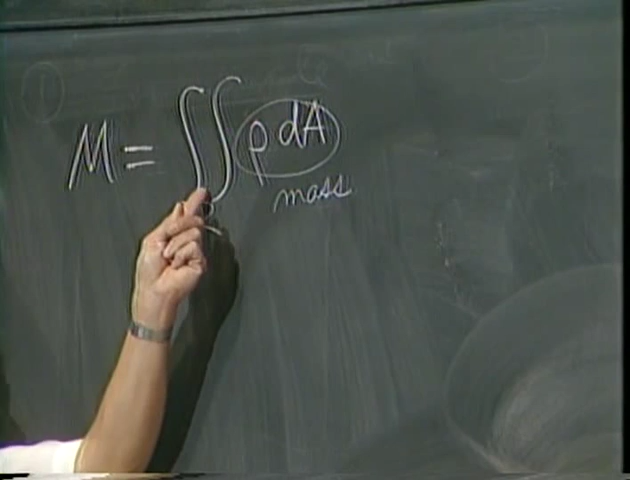 M = ∬ ρ dA
mass